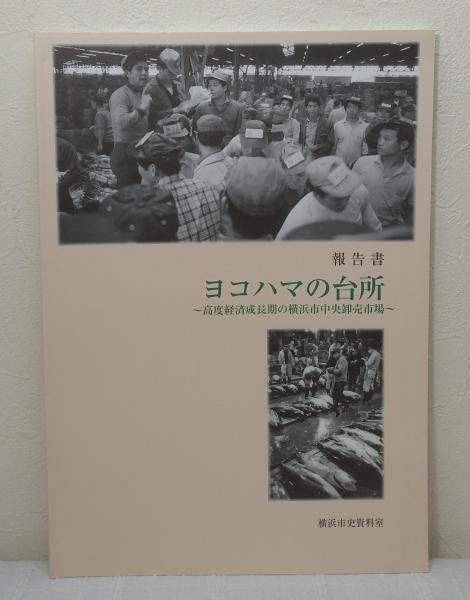 報告書
ヨコハマの台所
～高度経済成長期の横浜市中央卸売市場～
横浜市史資料室